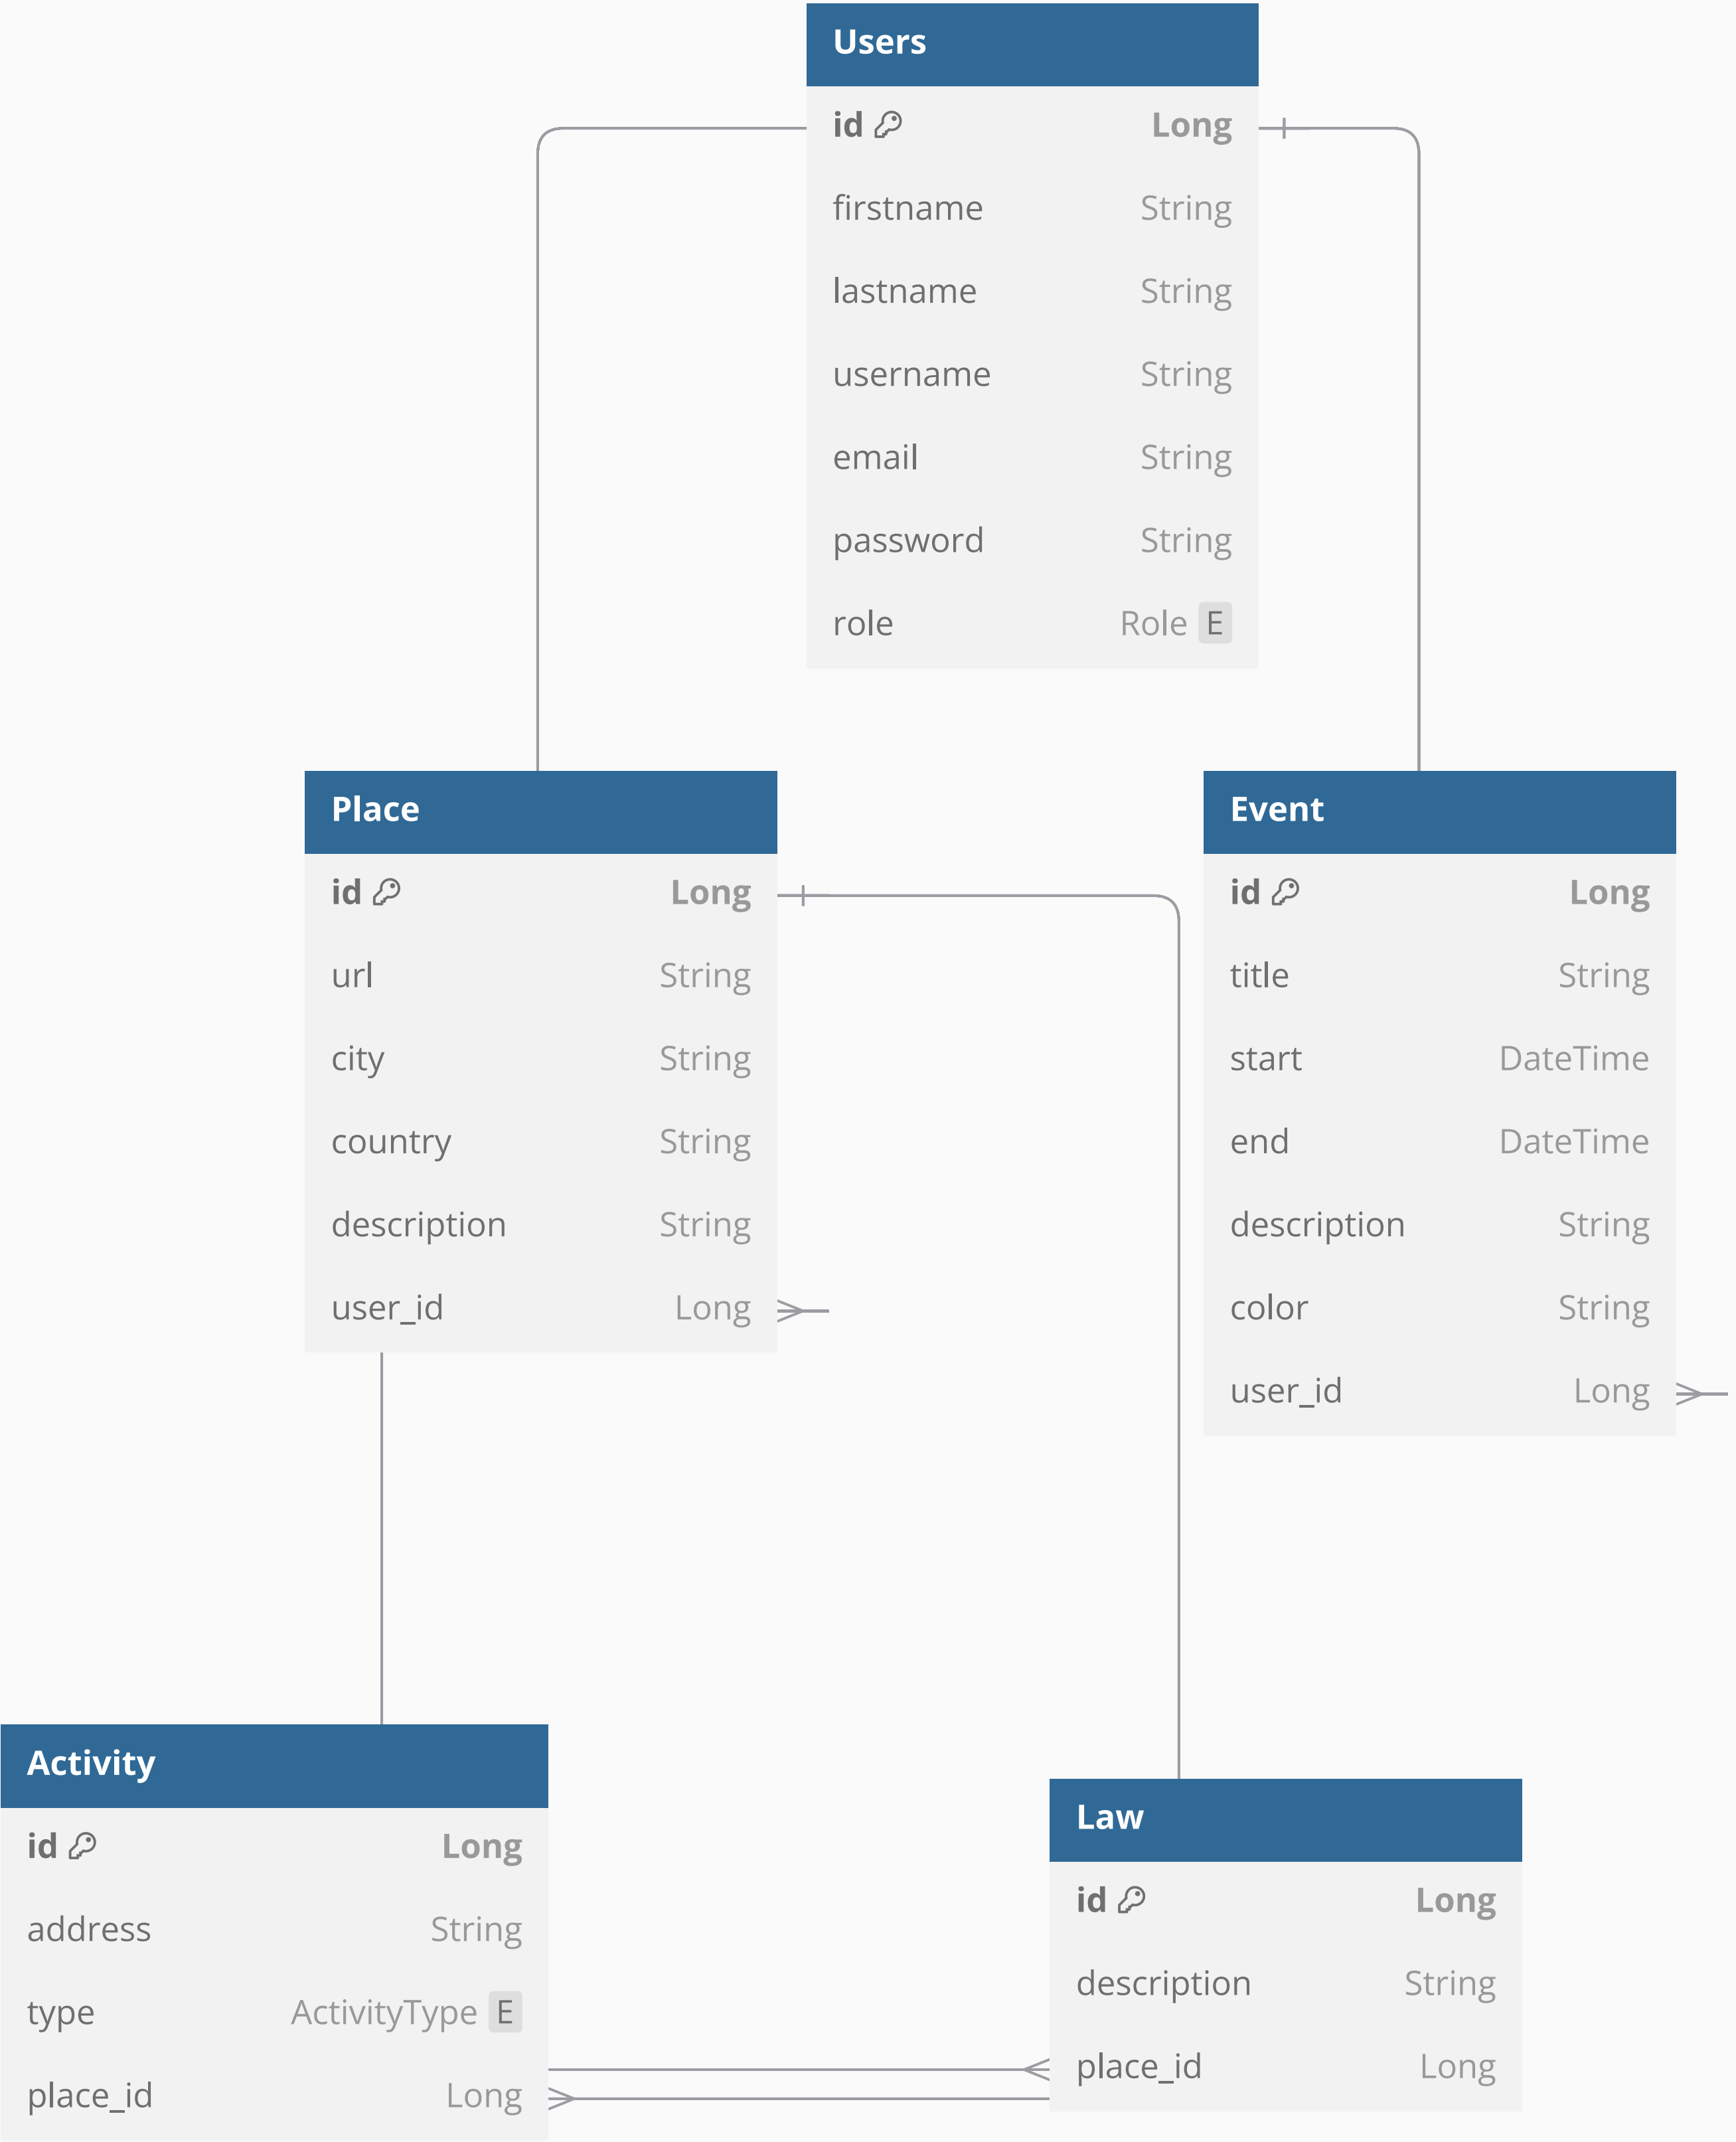 Users
id Long
firstname String
lastname String
username String
email String
password String
role Role E
Place
id Long
url String
city String
country String
description String
user_id Long
Event
id Long
title String
start DateTime
end DateTime
description String
color String
user_id Long
Activity
id Long
address String
type ActivityType E
place_id Long
Law
id Long
description String
place_id Long